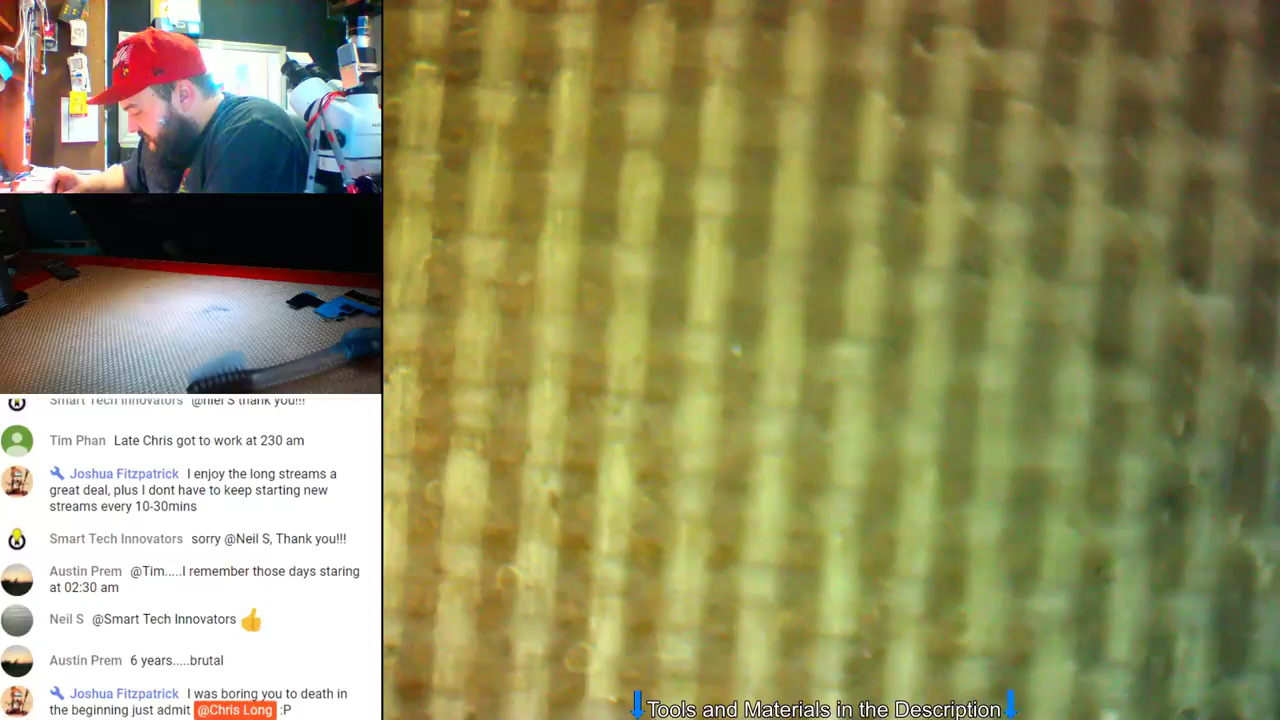 Smart Tech Innovators @niel S thank you!!!
Tim Phan Late Chris got to work at 230 am
Joshua Fitzpatrick I enjoy the long streams a
great deal, plus I dont have to keep starting new
streams every 10-30mins
Smart Tech Innovators sorry @Neil S, Thank you!!!
Austin Prem @Tim.....I remember those days staring
at 02:30 am
Neil S @Smart Tech Innovators 👍
Austin Prem 6 years.....brutal
Joshua Fitzpatrick I was boring you to death in
the beginning just admit @Chris Long :P
Tools and Materials in the Description